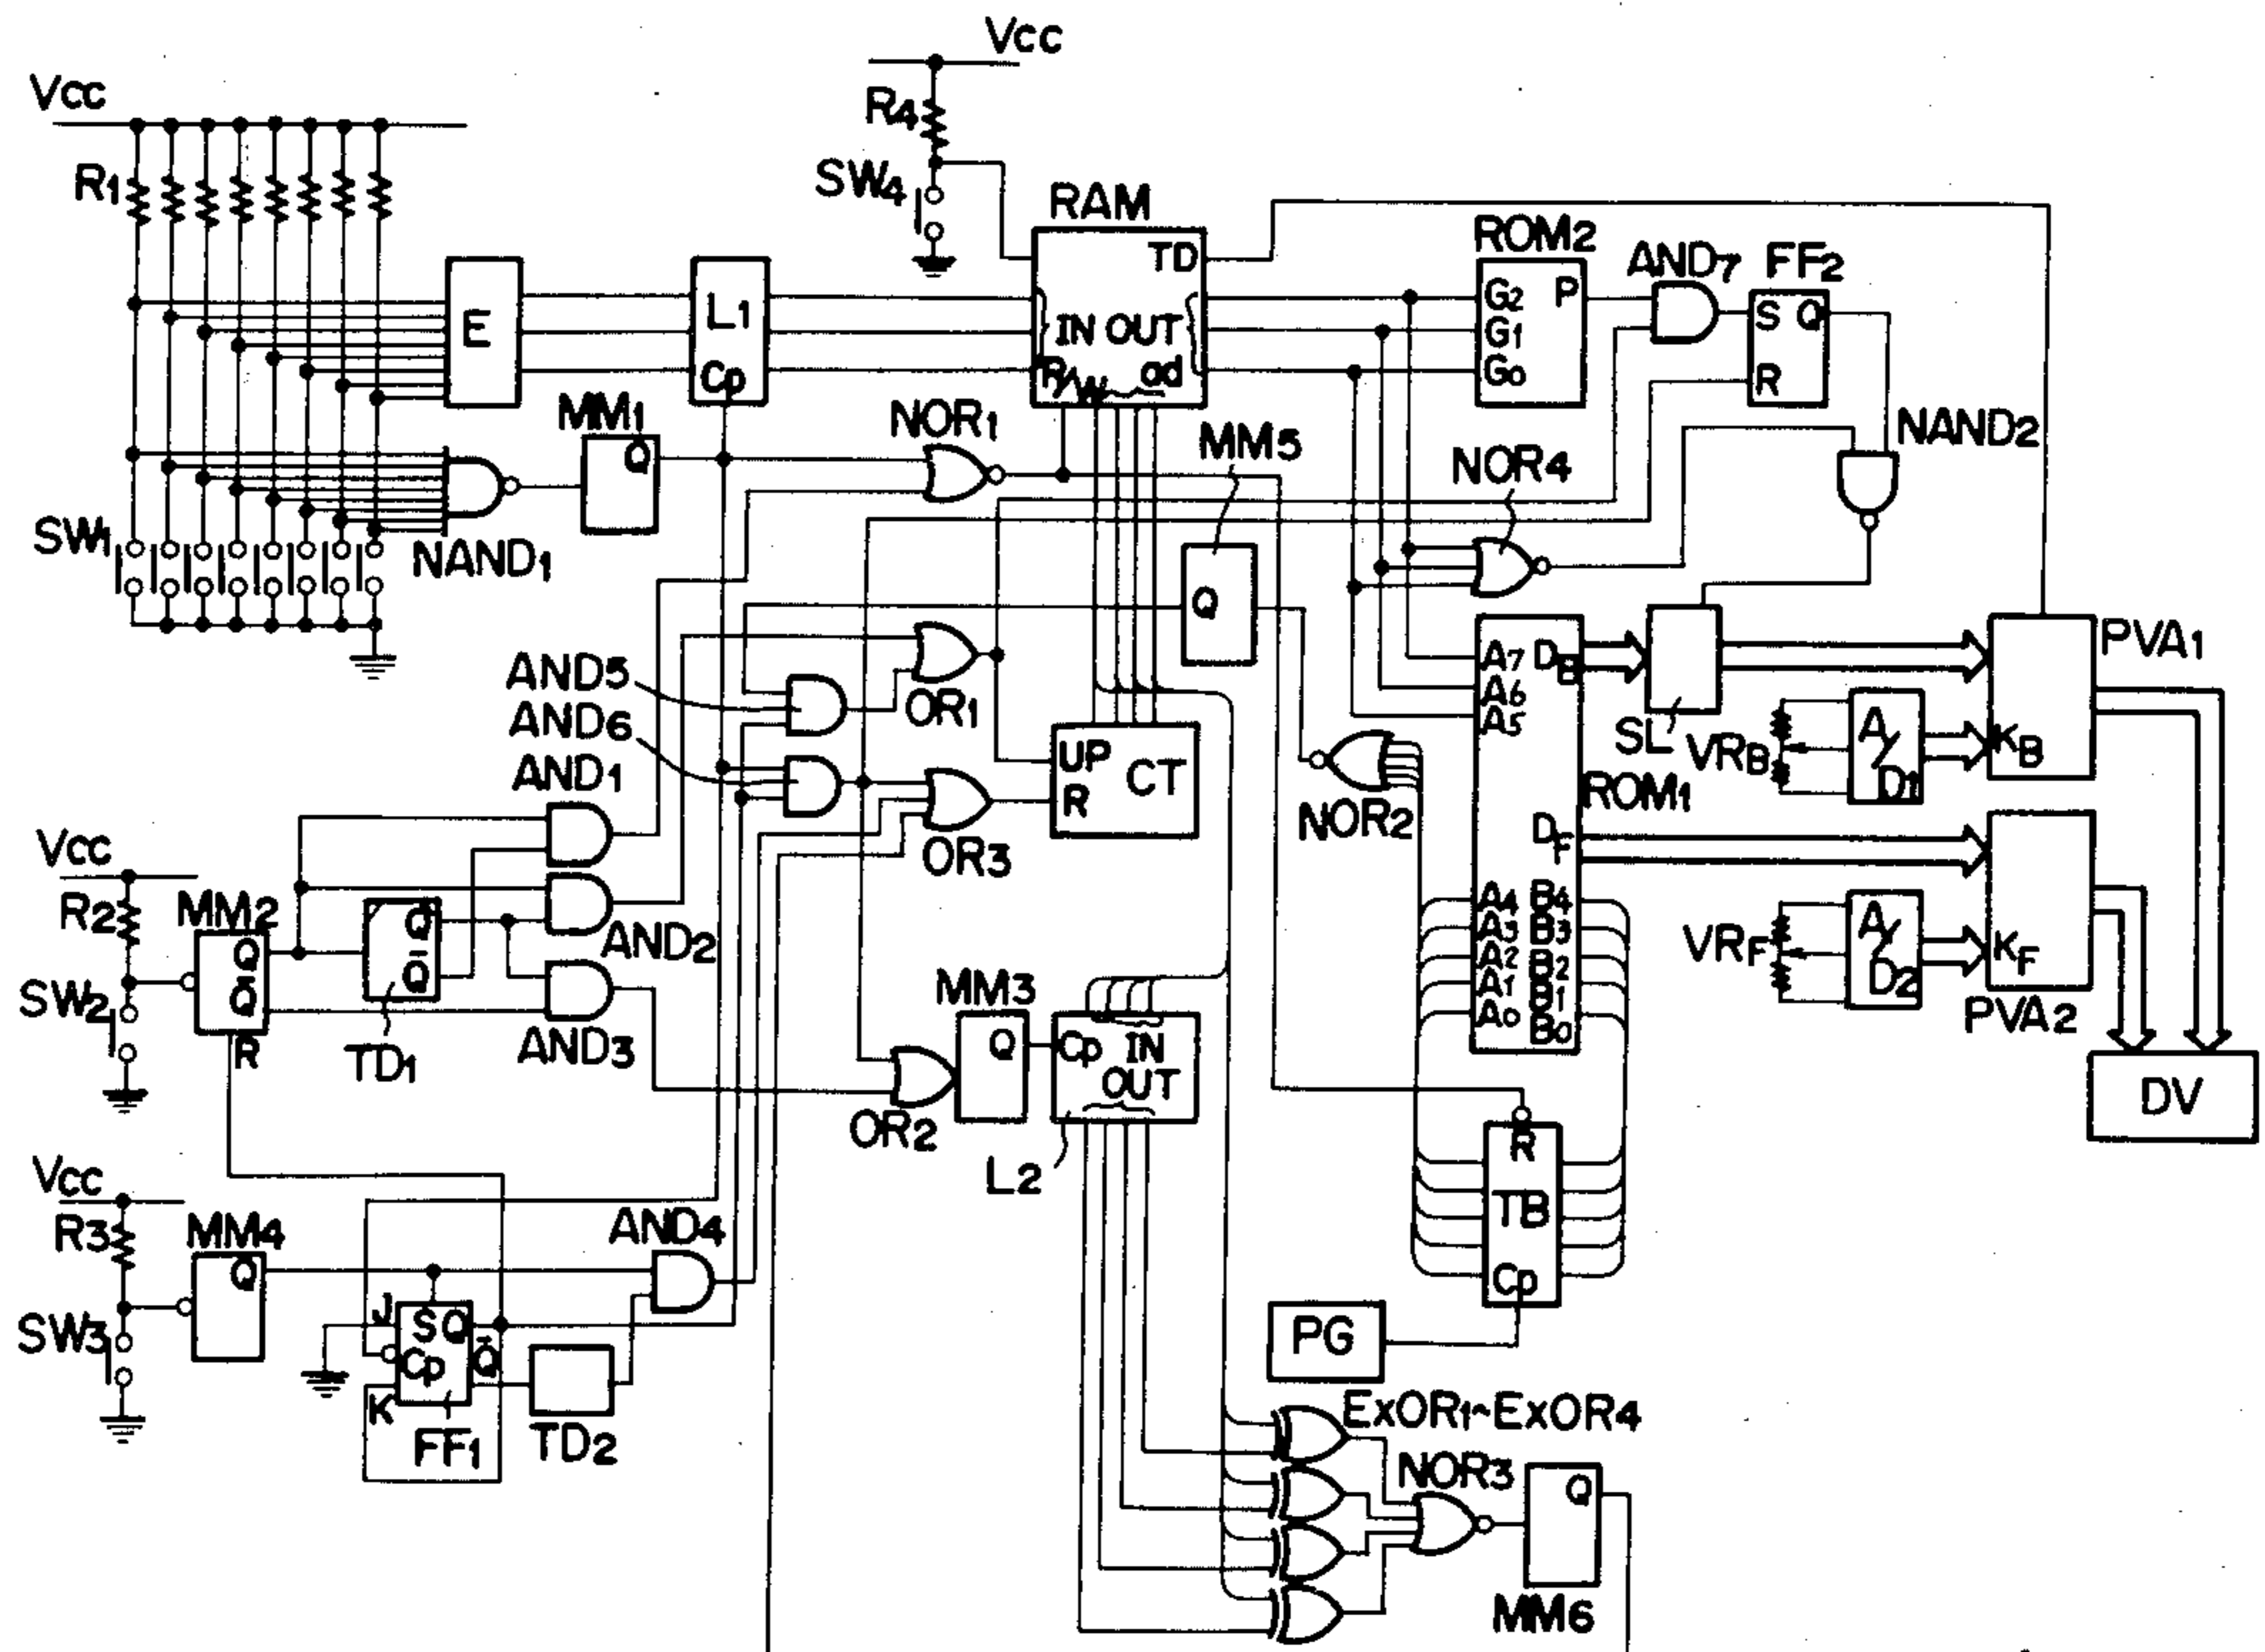 Vcc
Vcc
R4
R1
SW4
RAM
TD
ROM2
AND7
FF2
G2
P
E
L1
IN OUT
G1
S
Q
Cp
R/W
ad
G0
R
MM1
NOR1
MM5
NAND2
Q
NOR4
SW1
NAND1
Q
AND5
OR1
A7
DB
PVA1
AND6
A6
A5
AND1
UP
CT
SL
VRB
A/D1
KB
R
ROM1
NOR2
Vcc
OR3
DF
R2
MM2
A4
B4
Q
Q
AND2
A3
B3
VRF
A/D2
KF
Q̄
Q̄
A2
B2
SW2
MM3
A1
B1
PVA2
R
TD1
AND3
Q
Cp
IN
A0
B0
OUT
DV
OR2
R
Vcc
L2
R3
MM4
AND4
TB
Q
Cp
J
S
Q
SW3
Cp
Q̄
PG
K
FF1
TD2
ExOR1~ExOR4
NOR3
Q
MM6